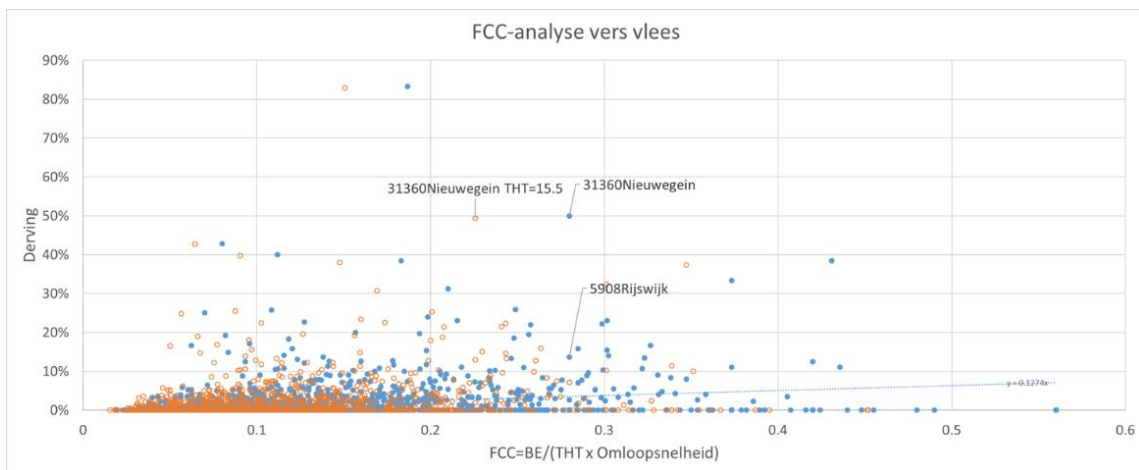 FCC-analyse vers vlees
90%
80%
70%
60%
50%
40%
30%
20%
10%
0%
Derving
31360Nieuwegein THT=15.5
31360Nieuwegein
5908Rijswijk
y = 0.1274x
0
0.1
0.2
0.3
0.4
0.5
0.6
FCC=BE/(THT x Omloopsnelheid)